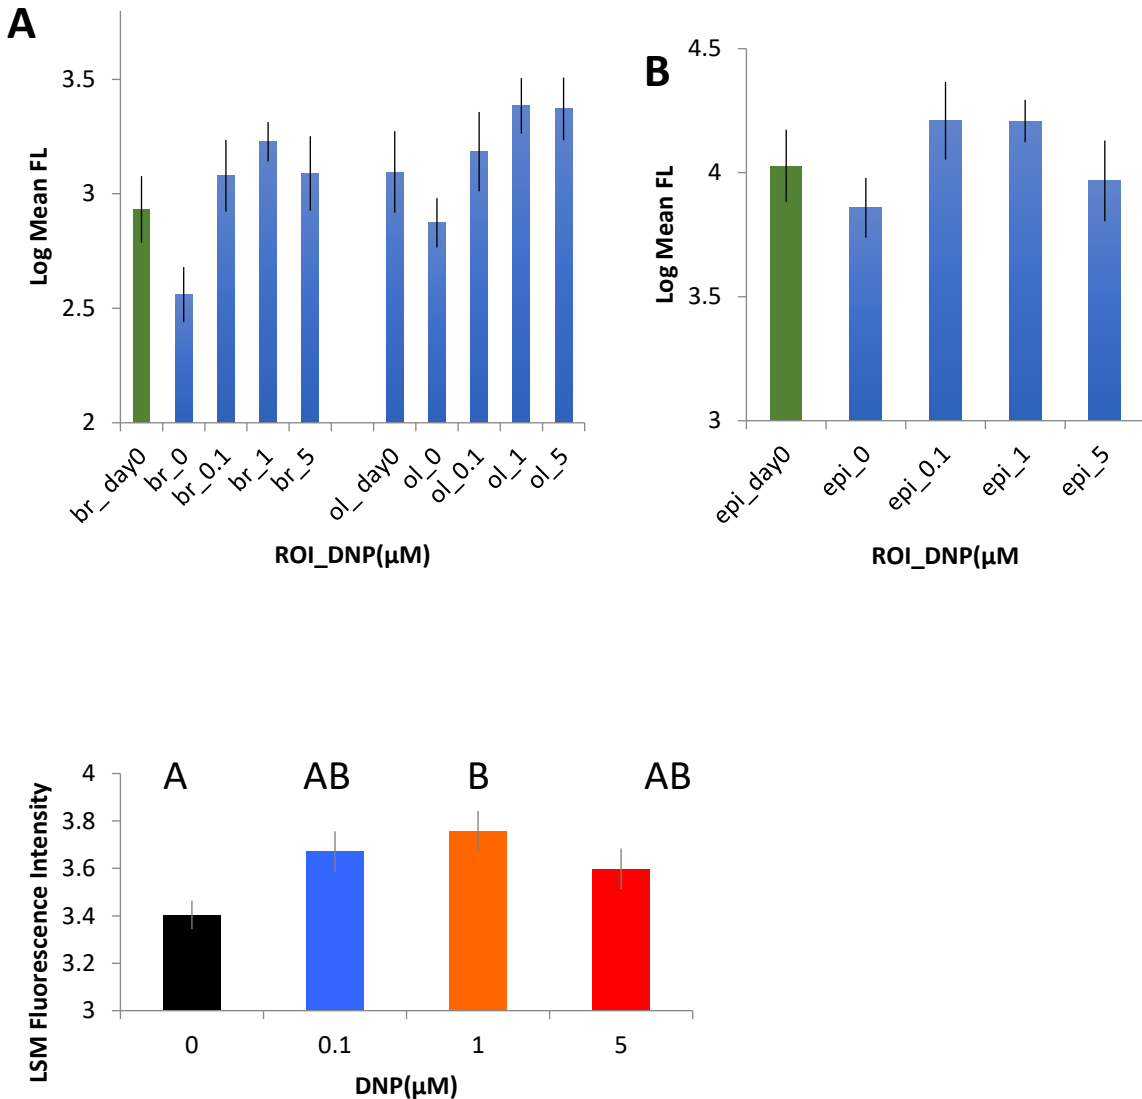 A
3.5
3
2.5
2
Log Mean FL
br_ day0
br_0
br_0.1
br_1
br_5
ol_day0
ol_0
ol_0.1
ol_1
ol_5
ROI_DNP(µM)
B
4.5
4
3.5
3
Log Mean FL
epi_day0
epi_0
epi_0.1
epi_1
epi_5
ROI_DNP(µM
A AB B AB
4
3.8
3.6
3.4
3.2
3
LSM Fluorescence Intensity
0 0.1 1 5
DNP(µM)